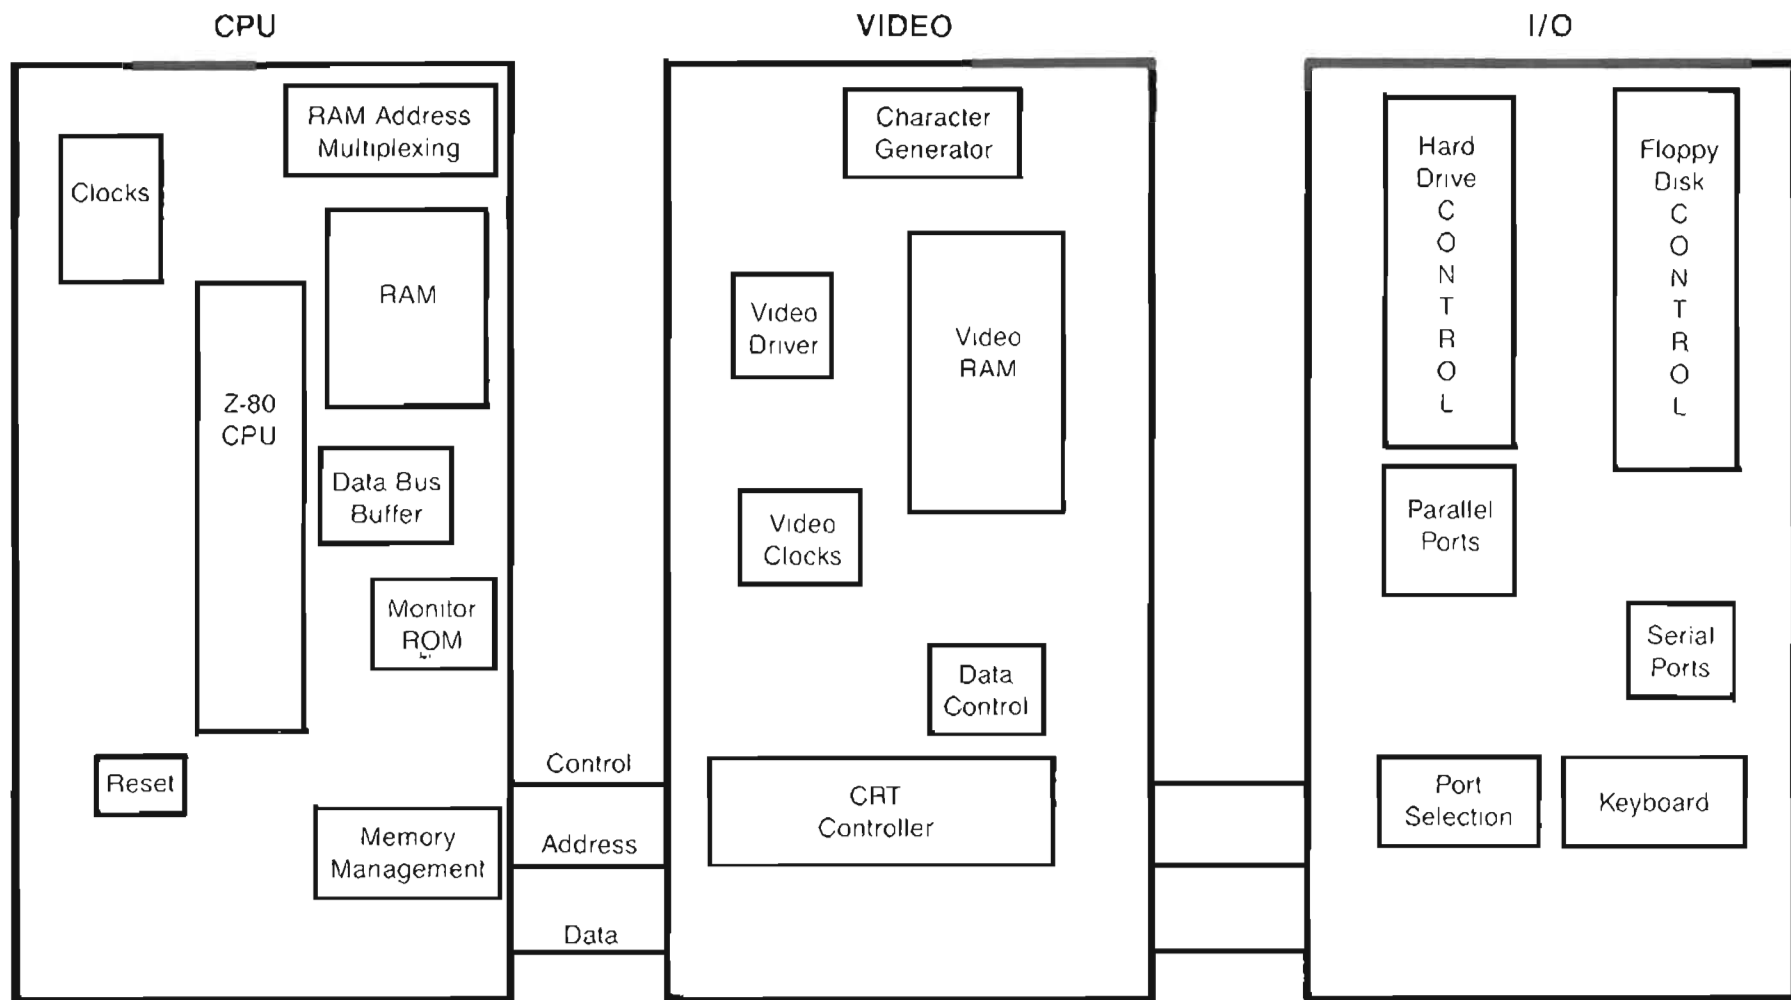 CPU
VIDEO
I/O
RAM Address
Multiplexing
Clocks
RAM
Z-80
CPU
Data Bus
Buffer
Monitor
ROM
Reset
Memory
Management
Control
Address
Data
Character
Generator
Video
Driver
Video
RAM
Video
Clocks
Data
Control
CRT
Controller
Hard
Drive
C
O
N
T
R
O
L
Floppy
Disk
C
O
N
T
R
O
L
Parallel
Ports
Serial
Ports
Port
Selection
Keyboard